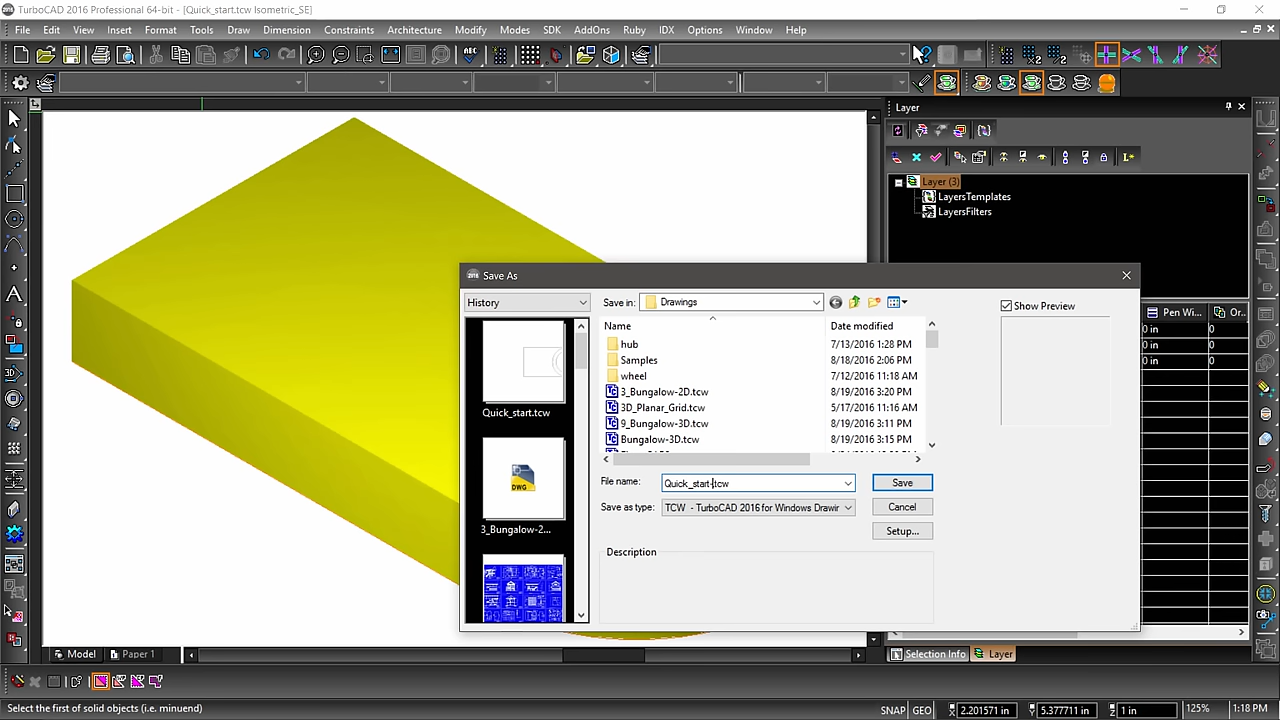 TurboCAD 2016 Professional 64-bit - [Quick_start.tcw Isometric_SE]
File Edit View Insert Format Tools Draw Dimension Constraints Architecture Modify Modes SDK AddOns Ruby IDX Options Window Help
Layer
Layer (3)
LayersTemplates
LayersFilters
Pen Wi... Or...
0 in 0
0 in 0
0 in 0
Save As
History
Quick_start.tcw
DWG
3_Bungalow-2...
Save in: Drawings
Show Preview
Name Date modified
hub 7/13/2016 1:28 PM
Samples 8/18/2016 2:06 PM
wheel 7/12/2016 11:18 AM
3_Bungalow-2D.tcw 8/19/2016 3:20 PM
3D_Planar_Grid.tcw 5/17/2016 11:16 AM
9_Bungalow-3D.tcw 8/19/2016 3:11 PM
Bungalow-3D.tcw 8/19/2016 3:15 PM
File name: Quick_start-.tcw
Save
Save as type: TCW - TurboCAD 2016 for Windows Drawir
Cancel
Setup...
Description
Model Paper 1
Selection Info Layer
Select the first of solid objects (i.e. minuend)
SNAP GEO X 2.201571 in Y 5.377711 in Z 1 in 125% 1:18 PM